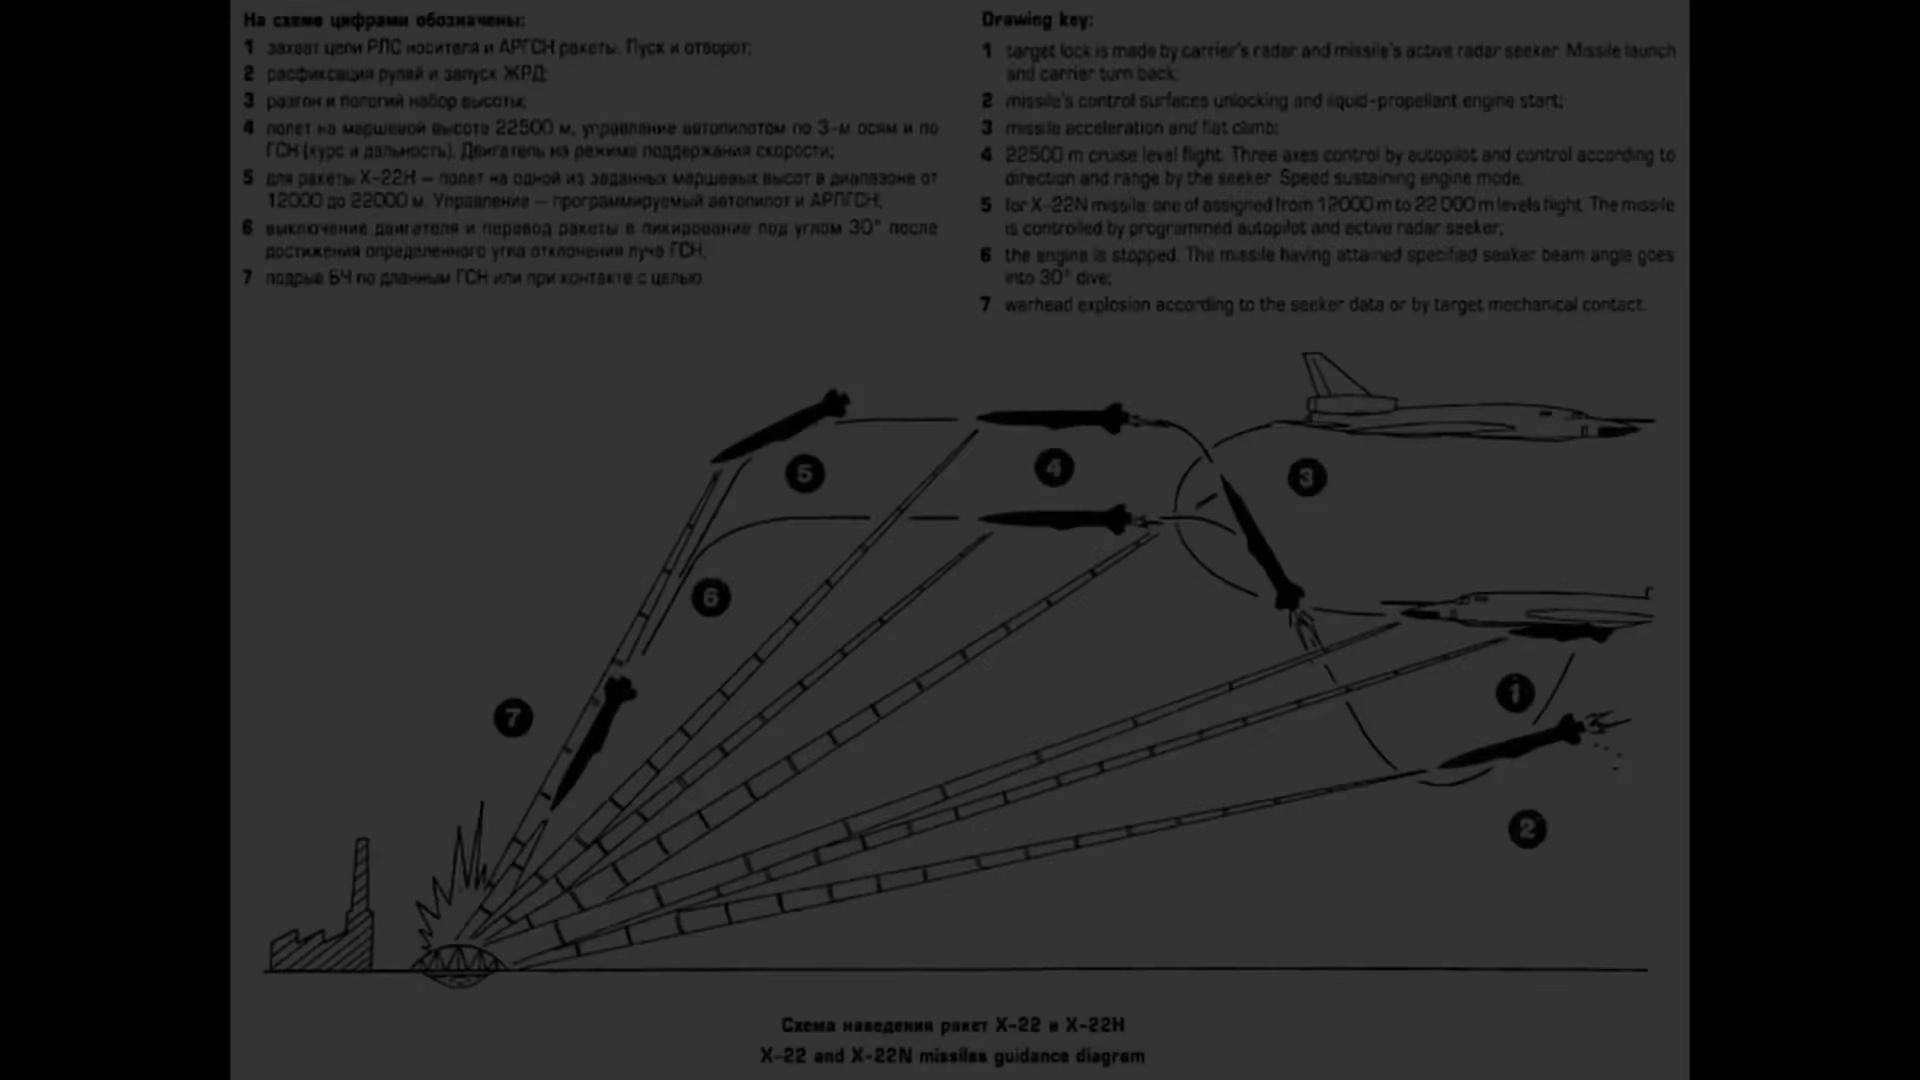 На схеме цифрами обозначены:
1 захват цели РЛС носителя и АРГСН ракеты. Пуск и отворот;
2 расфиксация рулей и запуск ЖРД;
3 разгон и пологий набор высоты;
4 полет на маршевой высоте 22500 м, управление автопилотом по 3-м осям и по
ГСН (курс и дальность). Двигатель на режиме поддержания скорости;
5 для ракеты Х-22Н — полет на одной из заданных маршевых высот в диапазоне от
12000 до 22000 м. Управление — программируемый автопилот и АРПГСН;
6 выключение двигателя и перевод ракеты в пикирование под углом 30° после
достижения определенного угла отклонения луча ГСН;
7 подрыв БЧ по данным ГСН или при контакте с целью
Drawing key:
1 target lock is made by carrier's radar and missile's active radar seeker. Missile launch
and carrier turn back;
2 missile's control surfaces unlocking and liquid-propellant engine start;
3 missile acceleration and flat climb;
4 22500 m cruise level flight. Three axes control by autopilot and control according to
direction and range by the seeker. Speed sustaining engine mode;
5 for X-22N missile: one of assigned from 12000 m to 22 000 m levels flight. The missile
is controlled by programmed autopilot and active radar seeker;
6 the engine is stopped. The missile having attained specified seeker beam angle goes
into 30° dive;
7 warhead explosion according to the seeker data or by target mechanical contact.
5
4
3
6
7
1
2
Схема наведения ракет Х-22 и Х-22Н
X-22 and X-22N missiles guidance diagram